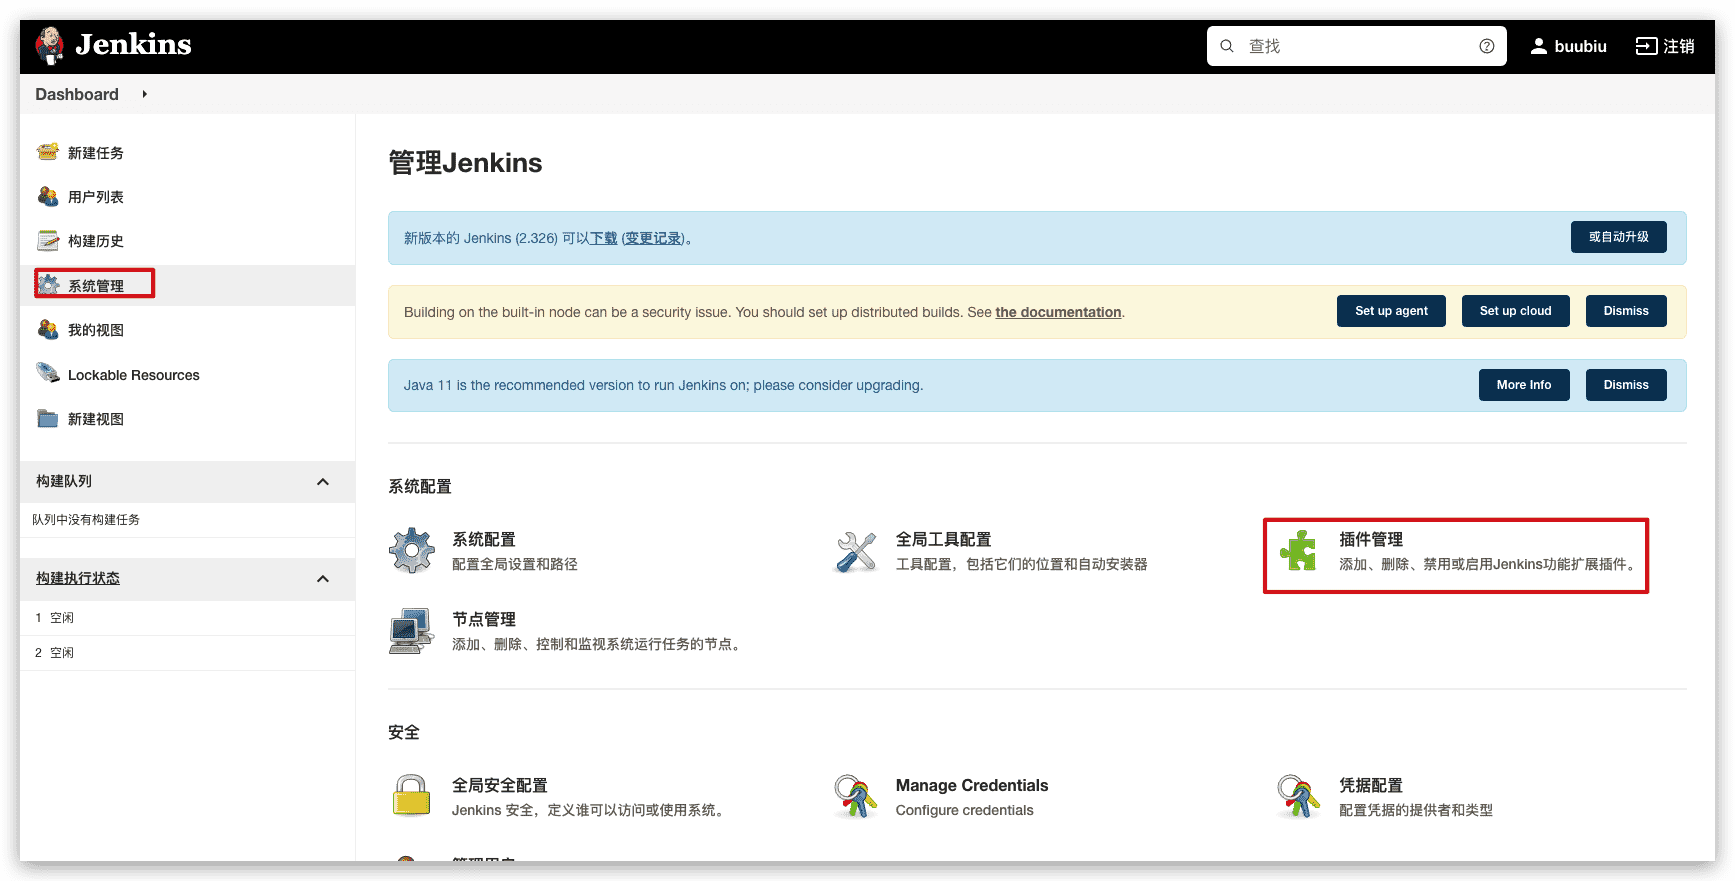 Jenkins
查找
buubiu
注销
Dashboard
新建任务
用户列表
构建历史
系统管理
我的视图
Lockable Resources
新建视图
构建队列
队列中没有构建任务
构建执行状态
1 空闲
2 空闲
管理Jenkins
新版本的 Jenkins (2.326) 可以下载 (变更记录)。
或自动升级
Building on the built-in node can be a security issue. You should set up distributed builds. See the documentation.
Set up agent
Set up cloud
Dismiss
Java 11 is the recommended version to run Jenkins on; please consider upgrading.
More Info
Dismiss
系统配置
系统配置
配置全局设置和路径
全局工具配置
工具配置，包括它们的位置和自动安装器
插件管理
添加、删除、禁用或启用Jenkins功能扩展插件。
节点管理
添加、删除、控制和监视系统运行任务的节点。
安全
全局安全配置
Jenkins 安全，定义谁可以访问或使用系统。
Manage Credentials
Configure credentials
凭据配置
配置凭据的提供者和类型
管理用户